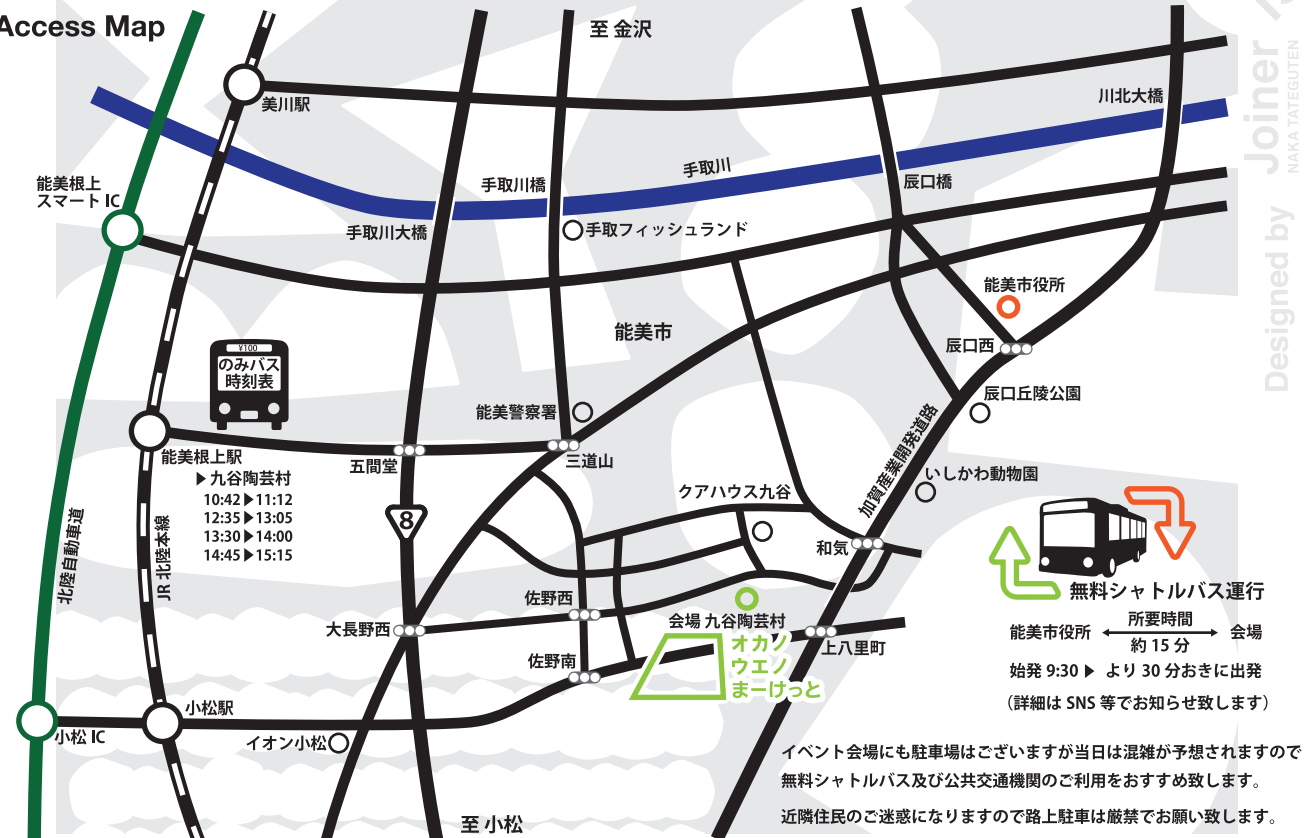 Access Map
至 金沢
美川駅
川北大橋
手取川
手取川橋
辰口橋
能美根上
スマート IC
手取川大橋
手取フィッシュランド
能美市役所
能美市
辰口西
¥100
のみバス
時刻表
辰口丘陵公園
能美警察署
三道山
五間堂
能美根上駅
▶九谷陶芸村
10:42▶11:12
12:35▶13:05
13:30▶14:00
14:45▶15:15
加賀産業開発道路
いしかわ動物園
クアハウス九谷
8
和気
北陸自動車道
JR 北陸本線
佐野西
大長野西
会場 九谷陶芸村
オカノ
ウエノ
まーけっと
上八里町
佐野南
小松駅
小松 IC
イオン小松
至 小松
無料シャトルバス運行
所要時間
能美市役所 会場
約 15 分
始発 9:30 ▶ より 30 分おきに出発
（詳細は SNS 等でお知らせ致します）
イベント会場にも駐車場はございますが当日は混雑が予想されますので
無料シャトルバス及び公共交通機関のご利用をおすすめ致します。
近隣住民のご迷惑になりますので路上駐車は厳禁でお願い致します。
Designed by Joiner
NAKA TATEGUTEN